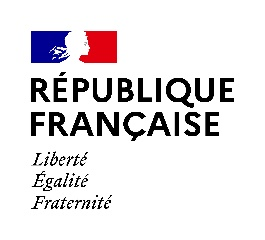 RÉPUBLIQUE
FRANÇAISE
Liberté
Égalité
Fraternité